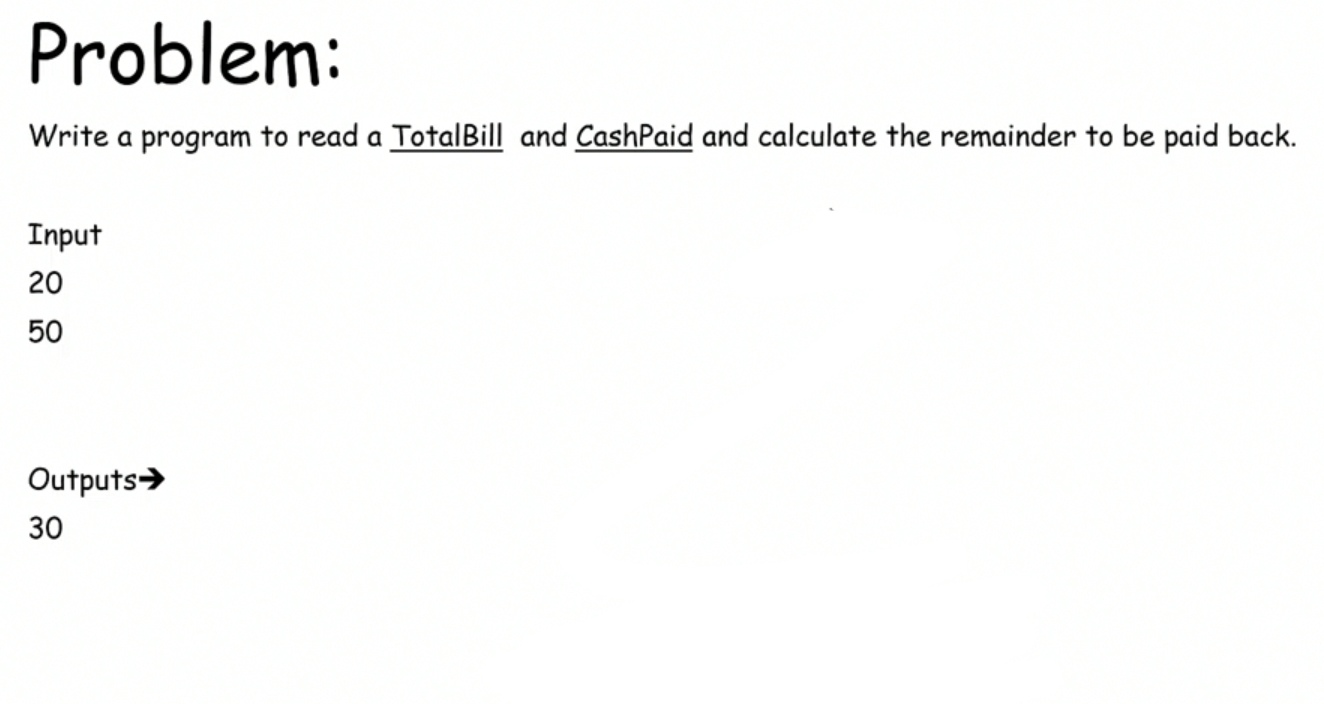 Problem:
Write a program to read a TotalBill and CashPaid and calculate the remainder to be paid back.
Input
20
50
Outputs➔
30